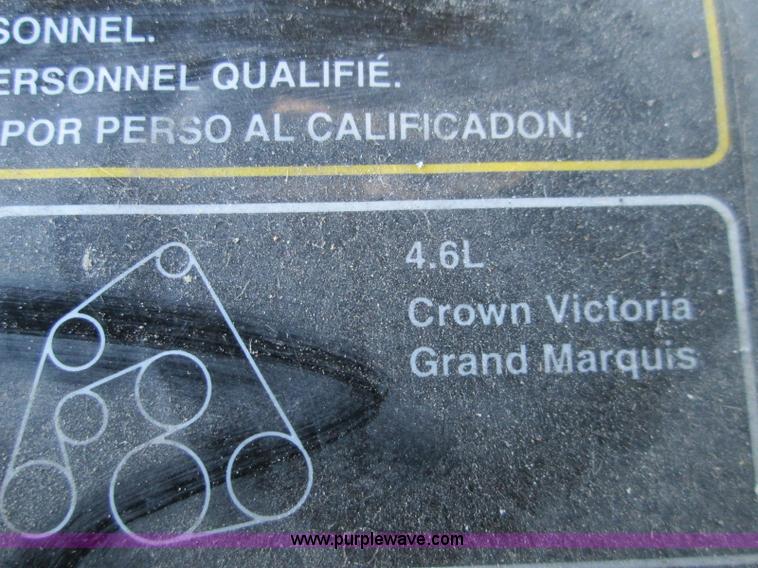 SONNEL.
ERSONNEL QUALIFIÉ.
POR PERSO AL CALIFICADON.
4.6L
Crown Victoria
Grand Marquis
www.purplewave.com